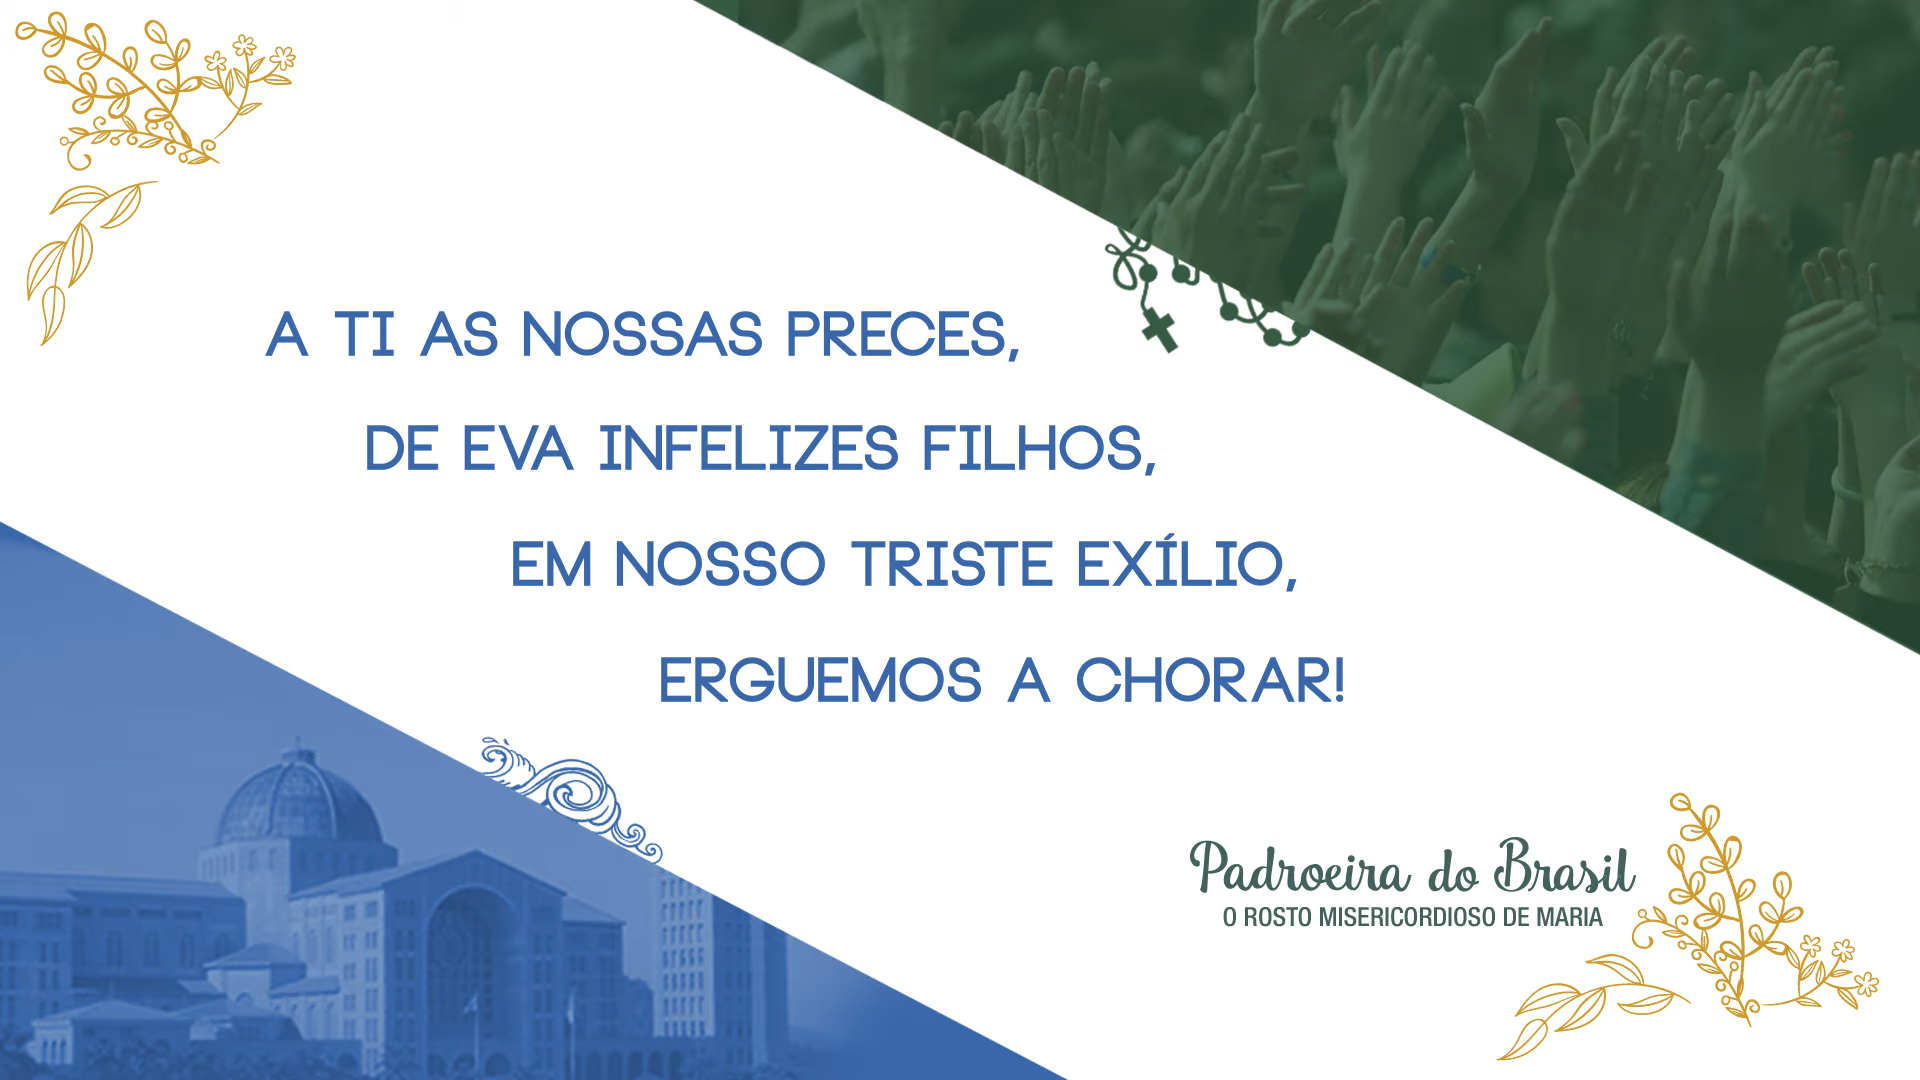 A TI AS NOSSAS PRECES,
DE EVA INFELIZES FILHOS,
EM NOSSO TRISTE EXÍLIO,
ERGUEMOS A CHORAR!
Padroeira do Brasil
O ROSTO MISERICORDIOSO DE MARIA